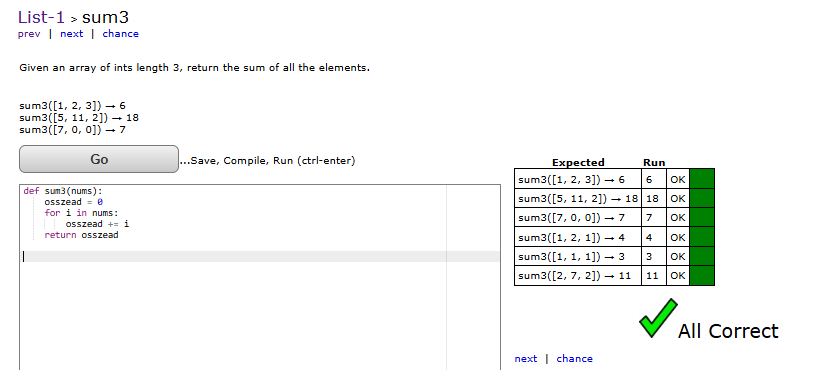 List-1 > sum3
prev | next | chance
Given an array of ints length 3, return the sum of all the elements.
sum3([1, 2, 3]) → 6
sum3([5, 11, 2]) → 18
sum3([7, 0, 0]) → 7
Go ...Save, Compile, Run (ctrl-enter)
def sum3(nums):
    osszead = 0
    for i in nums:
        osszead += i
    return osszead
Expected Run
sum3([1, 2, 3]) → 6 6 OK
sum3([5, 11, 2]) → 18 18 OK
sum3([7, 0, 0]) → 7 7 OK
sum3([1, 2, 1]) → 4 4 OK
sum3([1, 1, 1]) → 3 3 OK
sum3([2, 7, 2]) → 11 11 OK
All Correct
next | chance